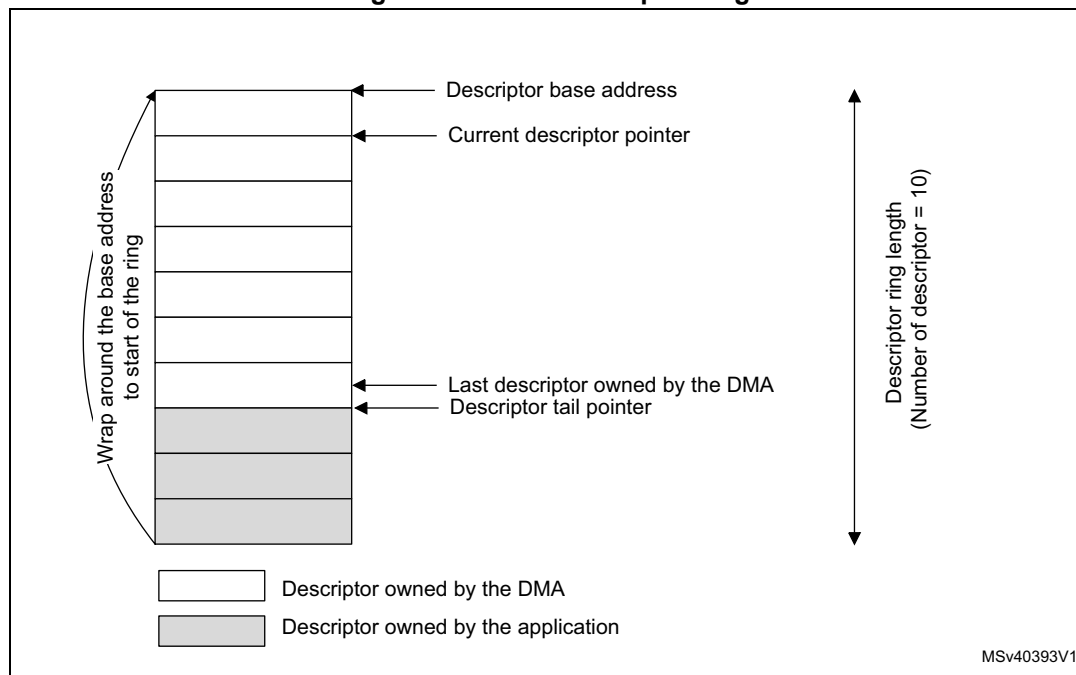 Descriptor base address
Current descriptor pointer
Wrap around the base address
to start of the ring
Descriptor ring length
(Number of descriptor = 10)
Last descriptor owned by the DMA
Descriptor tail pointer
Descriptor owned by the DMA
Descriptor owned by the application
MSv40393V1